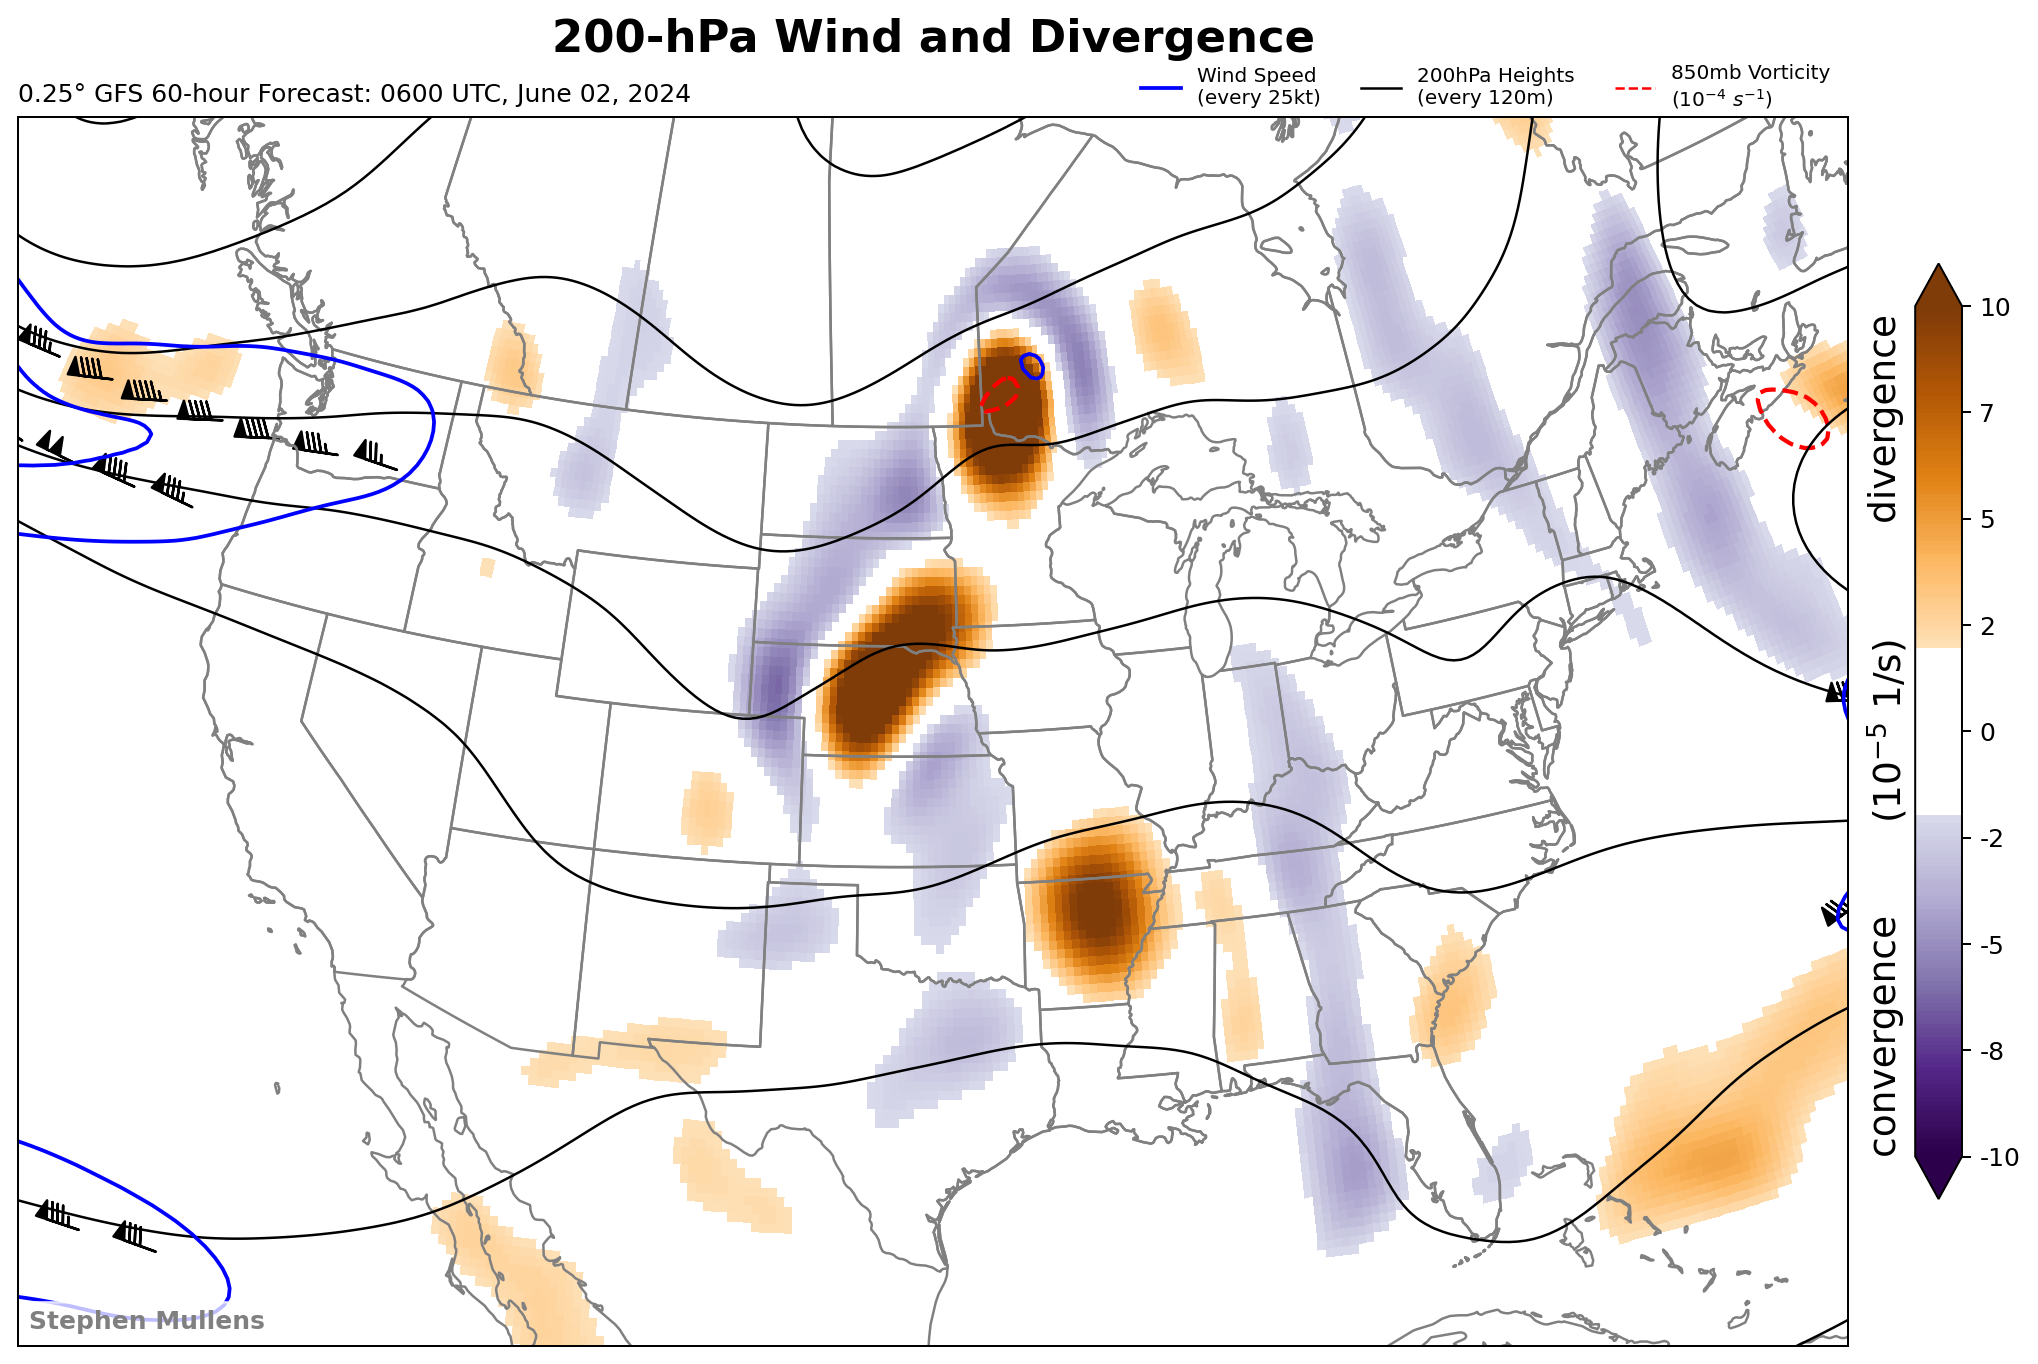 200-hPa Wind and Divergence
0.25° GFS 60-hour Forecast: 0600 UTC, June 02, 2024
Wind Speed
(every 25kt)
200hPa Heights
(every 120m)
850mb Vorticity
(10⁻⁴ s⁻¹)
10
7
5
2
0
-2
-5
-8
-10
convergence (10⁻⁵ 1/s) divergence
Stephen Mullens